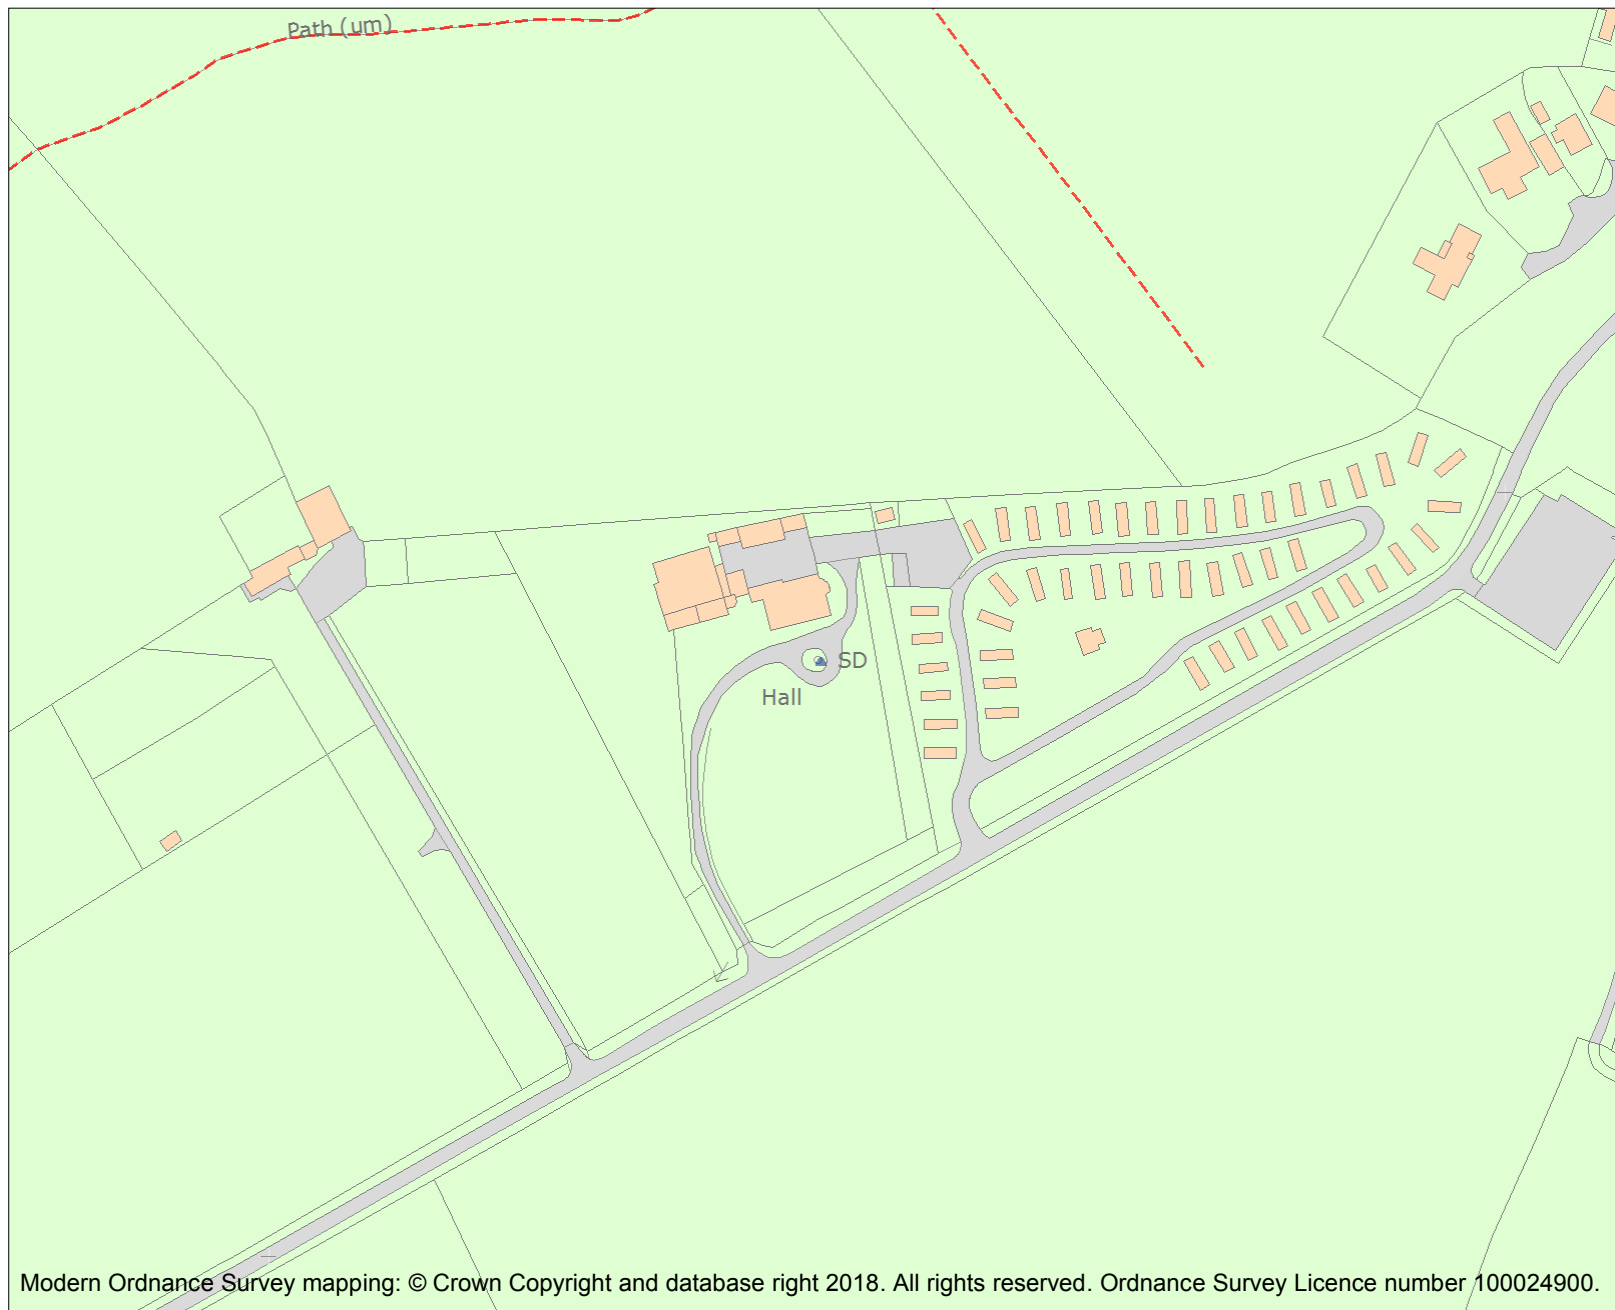 Path (um)
SD
Hall
Modern Ordnance Survey mapping: © Crown Copyright and database right 2018. All rights reserved. Ordnance Survey Licence number 100024900.